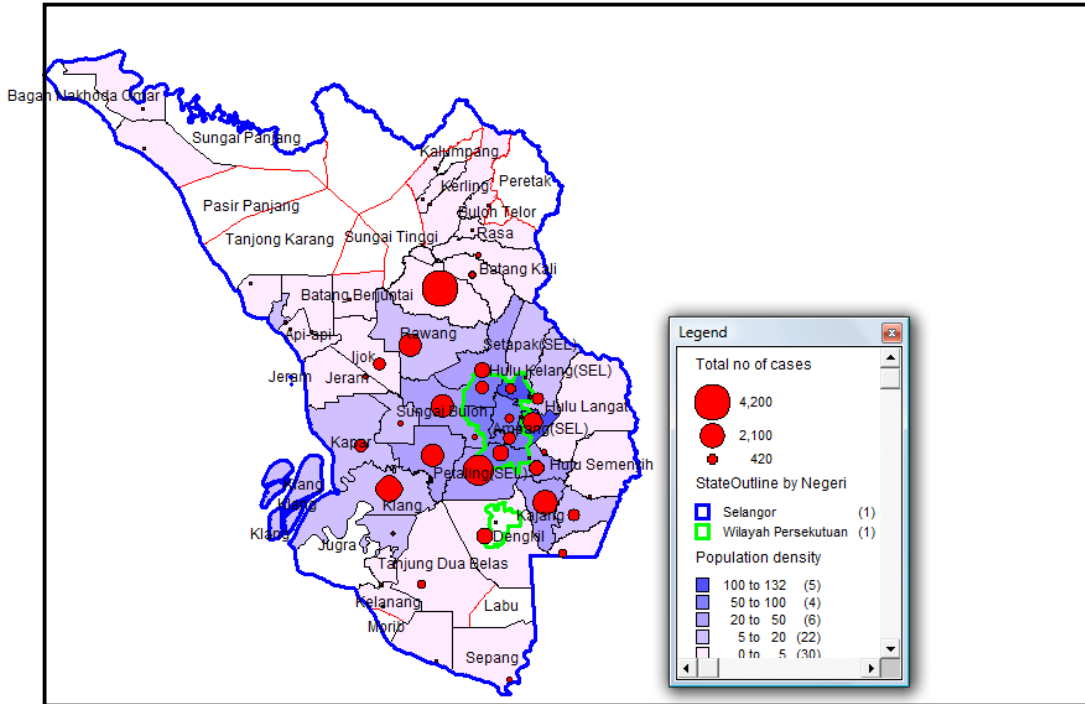 Bagan Nakhoda Omar
Sungai Panjang
Kalumpang
Peretak
Kerling
Pasir Panjang
Buloh Telor
Tanjong Karang
Sungai Tinggi
Rasa
Batang Kali
Batang Berjuntai
Api-api
Rawang
Setapak(SEL)
Ijok
Jeram
Jeram
Hulu Kelang(SEL)
Sungai Buloh
Hulu Langat
Ampang(SEL)
Kapar
Petaling(SEL)
Hulu Semenyih
Klang
Klang
Klang
Klang
Kajang
Jugra
Dengkil
Tanjung Dua Belas
Kelanang
Labu
Morib
Sepang
Legend
Total no of cases
4,200
2,100
420
StateOutline by Negeri
Selangor (1)
Wilayah Persekutuan (1)
Population density
100 to 132 (5)
50 to 100 (4)
20 to 50 (6)
5 to 20 (22)
0 to 5 (30)